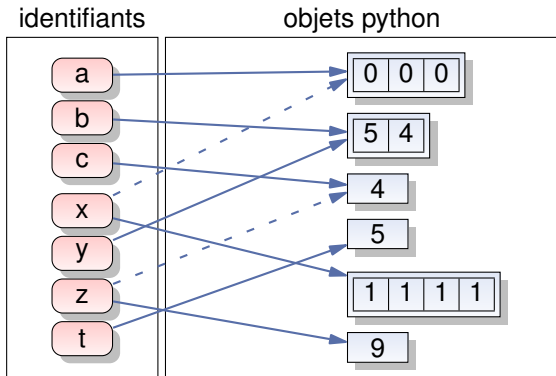 identifiants objets python
a 0 0 0
b 5 4
c 4
x 5
y
z 1 1 1 1
t 9